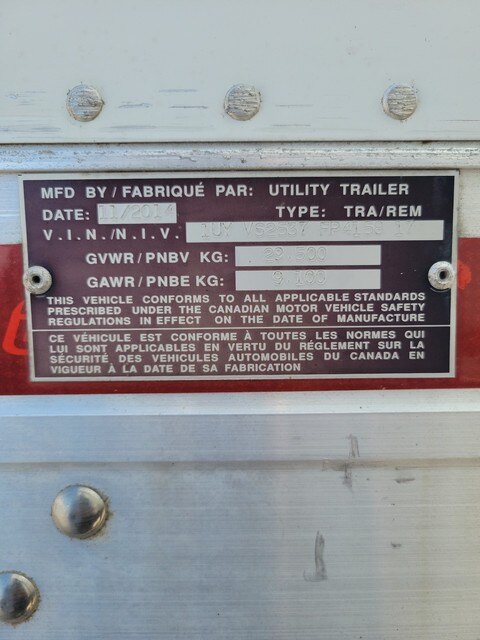 MFD BY / FABRIQUÉ PAR: UTILITY TRAILER
DATE: 11/2014 TYPE: TRA/REM
V.I.N./N.I.V. 1UY
GVWR/PNBV KG: 29,500
GAWR/PNBE KG: 9,100
THIS VEHICLE CONFORMS TO ALL APPLICABLE STANDARDS
PRESCRIBED UNDER THE CANADIAN MOTOR VEHICLE SAFETY
REGULATIONS IN EFFECT ON THE DATE OF MANUFACTURE
CE VÉHICULE EST CONFORME À TOUTES LES NORMES QUI
LUI SONT APPLICABLES EN VERTU DU RÉGLEMENT SUR LA
SÉCURITÉ DES VEHICULES AUTOMOBILES DU CANADA EN
VIGUEUR À LA DATE DE SA FABRICATION